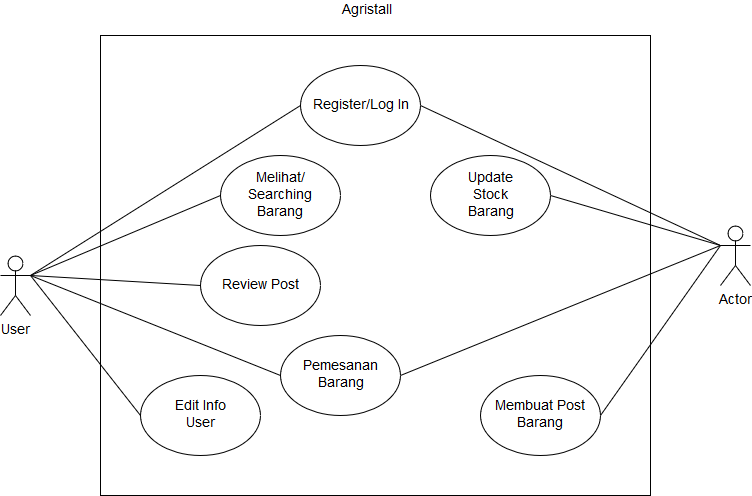 Agristall
Register/Log In
Melihat/
Searching
Barang
Update
Stock
Barang
Review Post
User
Actor
Pemesanan
Barang
Edit Info
User
Membuat Post
Barang